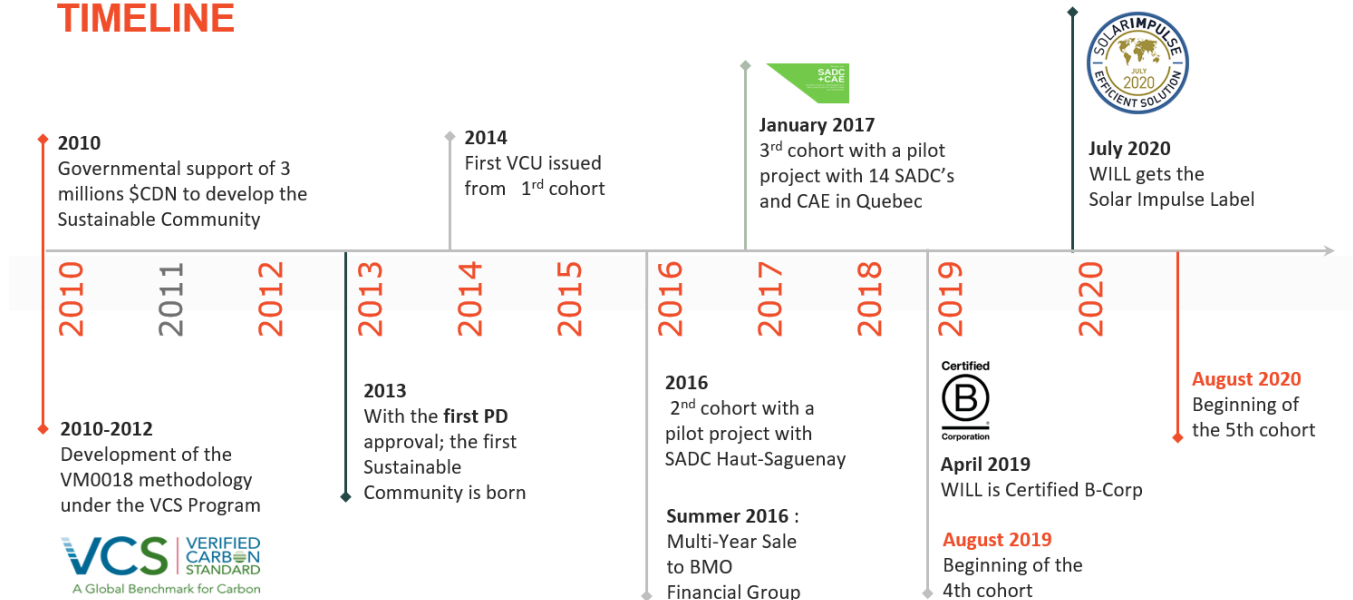 TIMELINE
2010
Governmental support of 3
millions $CDN to develop the
Sustainable Community
2014
First VCU issued
from 1rd cohort
SADC
+CAE
January 2017
3rd cohort with a pilot
project with 14 SADC's
and CAE in Quebec
SOLARIMPULSE
JULY
2020
EFFICIENT SOLUTION
July 2020
WILL gets the
Solar Impulse Label
2010
2011
2012
2013
2014
2015
2016
2017
2018
2019
2020
2010-2012
Development of the
VM0018 methodology
under the VCS Program
VCS VERIFIED
CARBON
STANDARD
A Global Benchmark for Carbon
2013
With the first PD
approval; the first
Sustainable
Community is born
2016
2nd cohort with a
pilot project with
SADC Haut-Saguenay
Summer 2016 :
Multi-Year Sale
to BMO
Financial Group
Certified
B
Corporation
April 2019
WILL is Certified B-Corp
August 2019
Beginning of the
4th cohort
August 2020
Beginning of
the 5th cohort